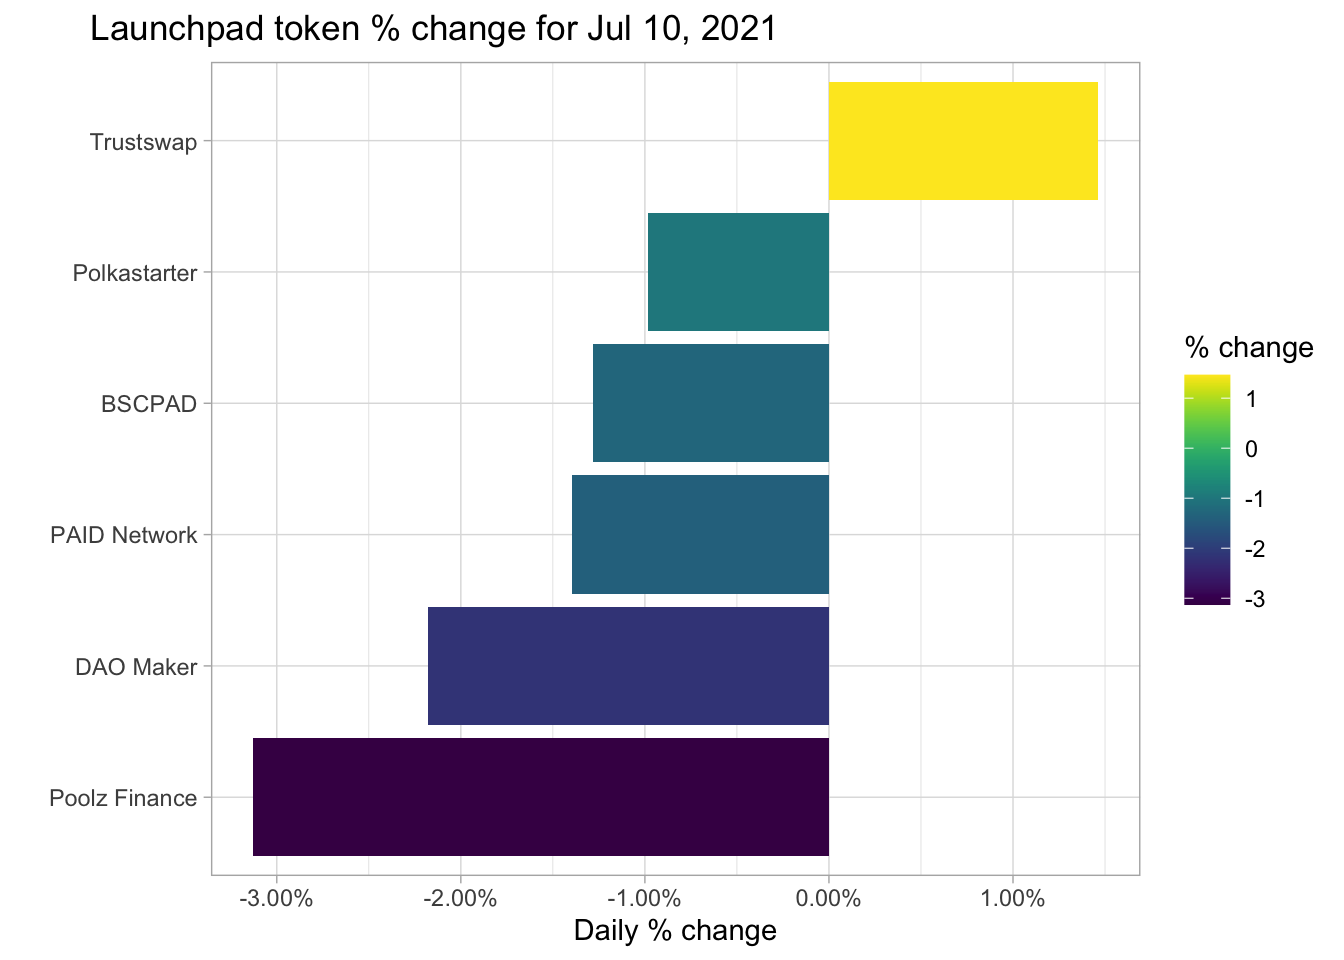 Launchpad token % change for Jul 10, 2021
Trustswap
Polkastarter
BSCPAD
PAID Network
DAO Maker
Poolz Finance
-3.00%
-2.00%
-1.00%
0.00%
1.00%
Daily % change
% change
1
0
-1
-2
-3